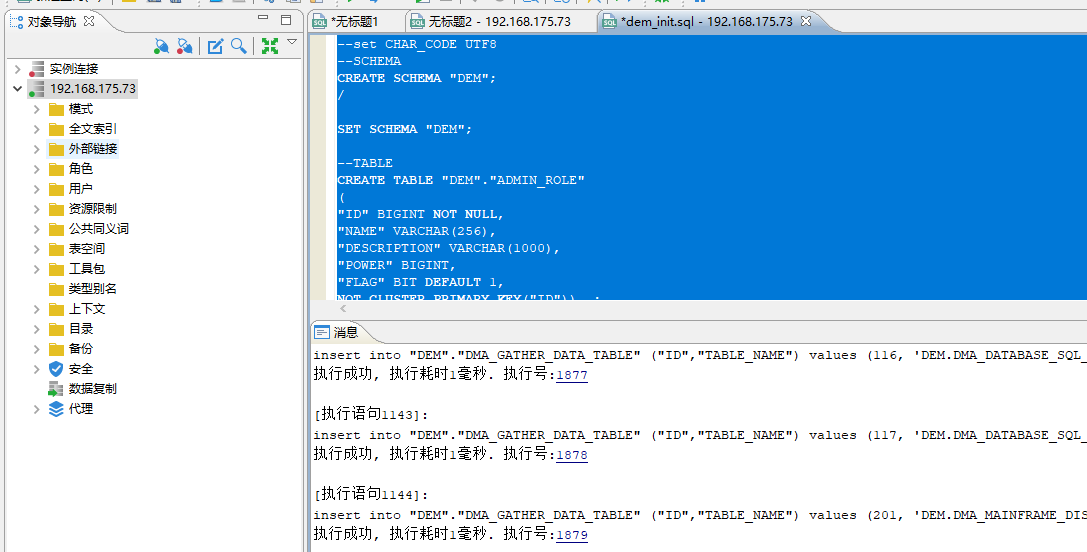 对象导航
实例连接
192.168.175.73
模式
全文索引
外部链接
角色
用户
资源限制
公共同义词
表空间
工具包
类型别名
上下文
目录
备份
安全
数据复制
代理
*无标题1
无标题2 - 192.168.175.73
*dem_init.sql - 192.168.175.73
--set CHAR_CODE UTF8
--SCHEMA
CREATE SCHEMA "DEM";
/
SET SCHEMA "DEM";
--TABLE
CREATE TABLE "DEM"."ADMIN_ROLE"
(
"ID" BIGINT NOT NULL,
"NAME" VARCHAR(256),
"DESCRIPTION" VARCHAR(1000),
"POWER" BIGINT,
"FLAG" BIT DEFAULT 1,
NOT CLUSTER PRIMARY KEY("ID")) ;
消息
insert into "DEM"."DMA_GATHER_DATA_TABLE" ("ID","TABLE_NAME") values (116, 'DEM.DMA_DATABASE_SQL_
执行成功, 执行耗时1毫秒. 执行号:1877
[执行语句1143]:
insert into "DEM"."DMA_GATHER_DATA_TABLE" ("ID","TABLE_NAME") values (117, 'DEM.DMA_DATABASE_SQL_
执行成功, 执行耗时1毫秒. 执行号:1878
[执行语句1144]:
insert into "DEM"."DMA_GATHER_DATA_TABLE" ("ID","TABLE_NAME") values (201, 'DEM.DMA_MAINFRAME_DIS
执行成功, 执行耗时1毫秒. 执行号:1879